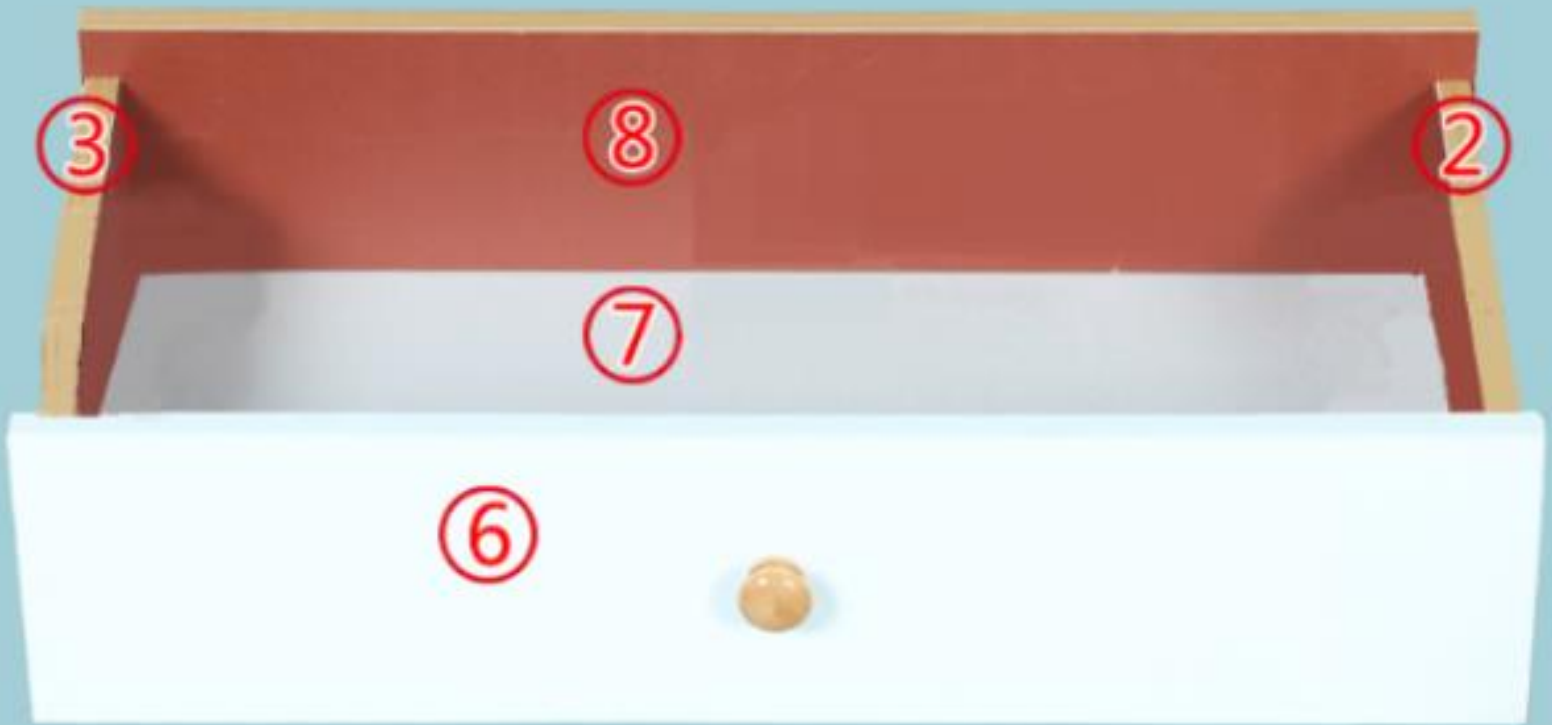 ③ ⑧ ②
⑦
⑥